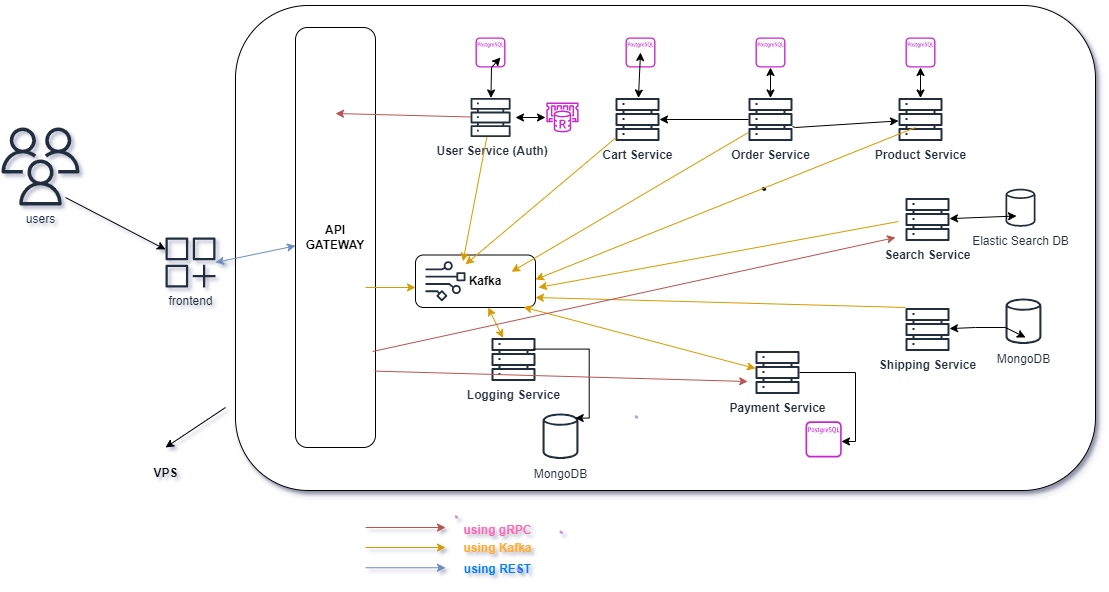 PostgreSQL
PostgreSQL
PostgreSQL
PostgreSQL
R
User Service (Auth)
Cart Service
Order Service
Product Service
users
API
GATEWAY
Elastic Search DB
Search Service
frontend
Kafka
Shipping Service
MongoDB
Logging Service
Payment Service
PostgreSQL
VPS
MongoDB
using gRPC
using Kafka
using REST